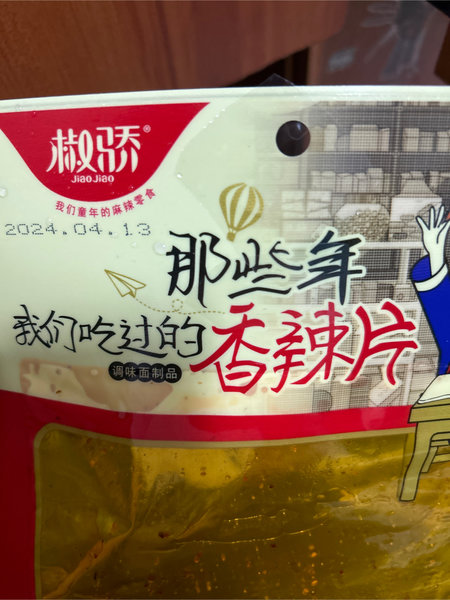 椒骄®
JiaoJiao
我们童年的麻辣零食
2024.04.13
那些年
我们吃过的香辣片
调味面制品